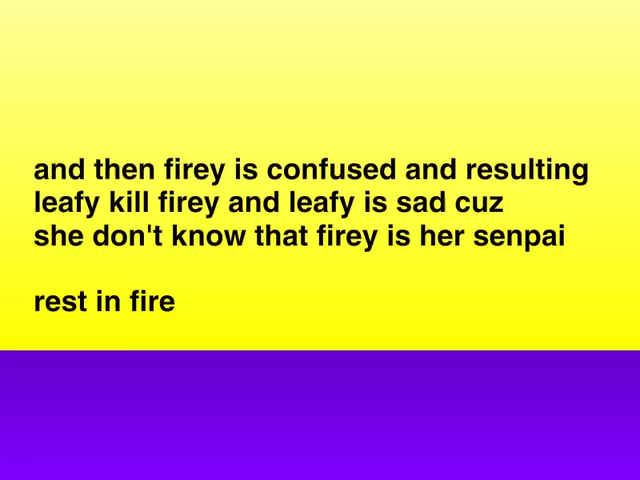 and then firey is confused and resulting
leafy kill firey and leafy is sad cuz
she don't know that firey is her senpai
rest in fire